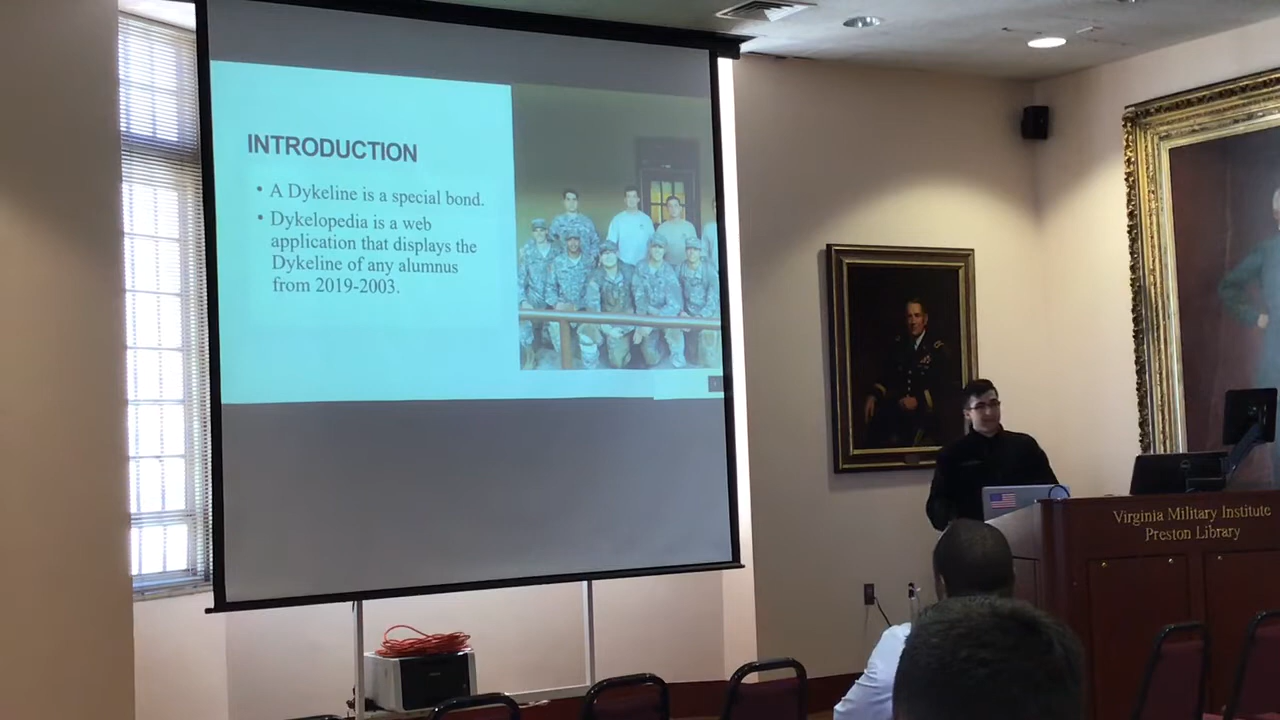 INTRODUCTION
• A Dykeline is a special bond.
• Dykelopedia is a web
application that displays the
Dykeline of any alumnus
from 2019-2003.
Virginia Military Institute
Preston Library